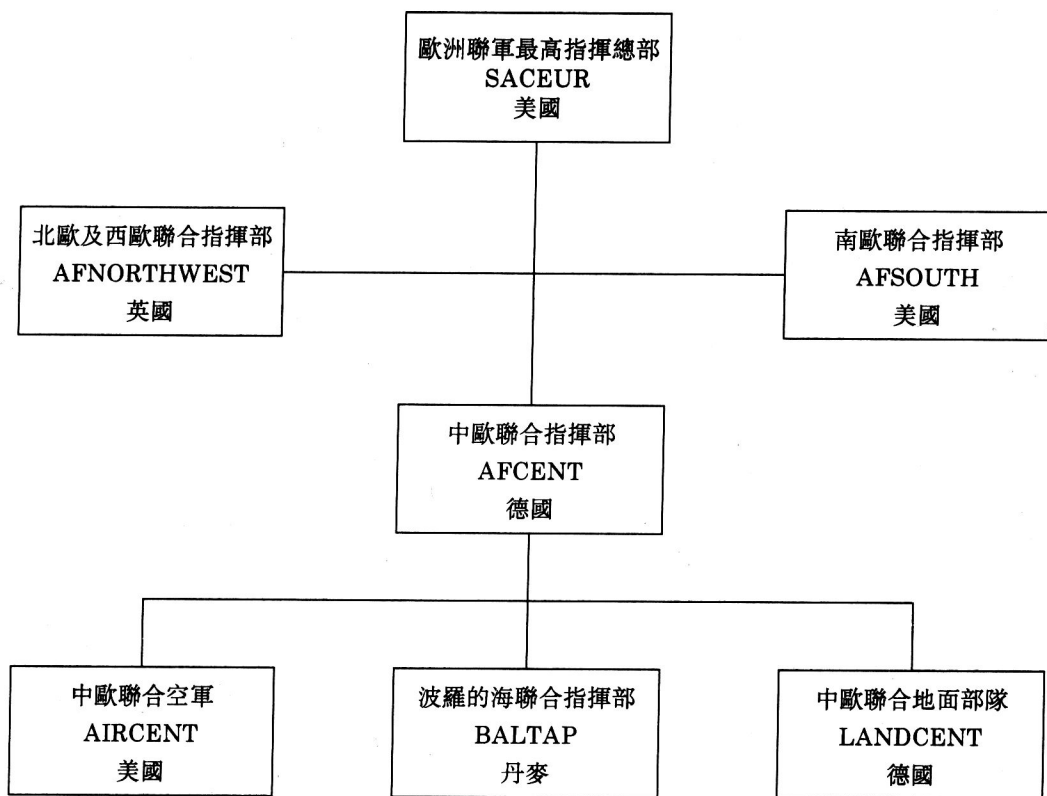 歐洲聯軍最高指揮總部
SACEUR
美國
北歐及西歐聯合指揮部
AFNORTHWEST
英國
南歐聯合指揮部
AFSOUTH
美國
中歐聯合指揮部
AFCENT
德國
中歐聯合空軍
AIRCENT
美國
波羅的海聯合指揮部
BALTAP
丹麥
中歐聯合地面部隊
LANDCENT
德國